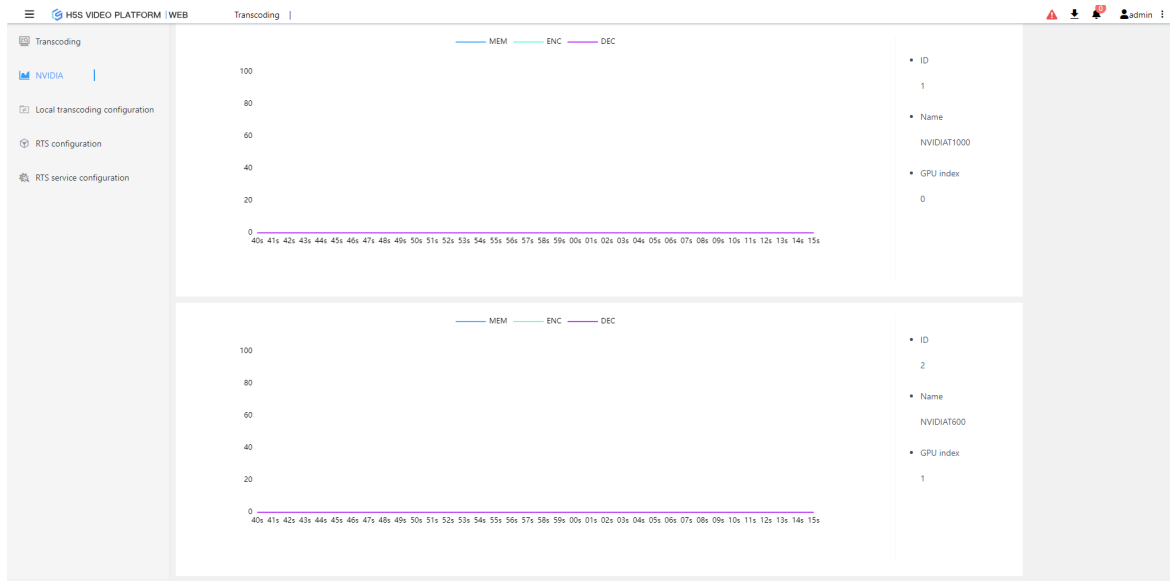 H5S VIDEO PLATFORM | WEB
Transcoding |
0
admin
Transcoding
NVIDIA
Local transcoding configuration
RTS configuration
RTS service configuration
MEM ENC DEC
100
80
60
40
20
0
40s 41s 42s 43s 44s 45s 46s 47s 48s 49s 50s 51s 52s 53s 54s 55s 56s 57s 58s 59s 00s 01s 02s 03s 04s 05s 06s 07s 08s 09s 10s 11s 12s 13s 14s 15s
• ID
1
• Name
NVIDIAT1000
• GPU index
0
MEM ENC DEC
100
80
60
40
20
0
40s 41s 42s 43s 44s 45s 46s 47s 48s 49s 50s 51s 52s 53s 54s 55s 56s 57s 58s 59s 00s 01s 02s 03s 04s 05s 06s 07s 08s 09s 10s 11s 12s 13s 14s 15s
• ID
2
• Name
NVIDIAT600
• GPU index
1